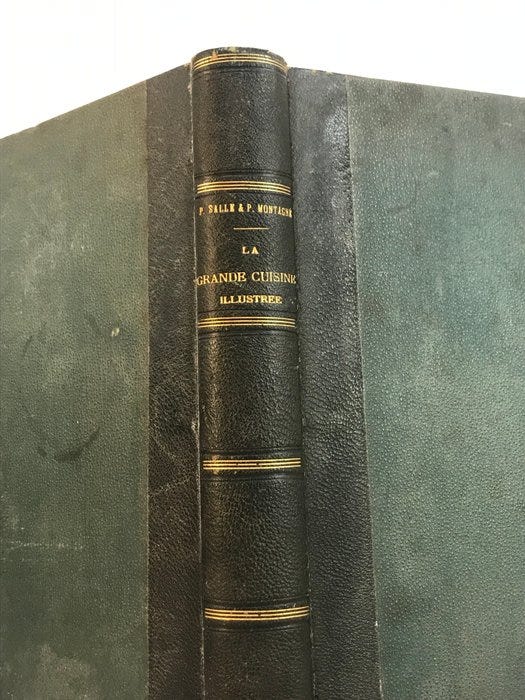 P. SALLE & P. MONTAGNE
LA
GRANDE CUISINE
ILLUSTREE